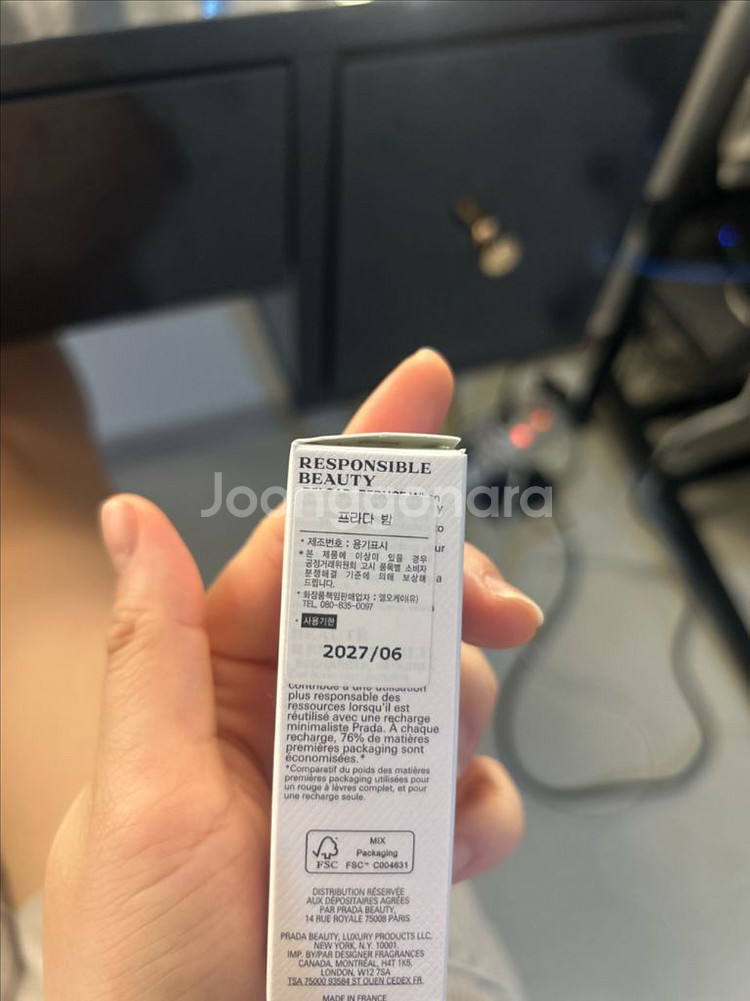 RESPONSIBLE
BEAUTY
Joongonara
프라다 밤
• 제조번호 : 용기표시
* 본 제품에 이상이 있을 경우
공정거래위원회 고시 품목별 소비자
분쟁해결 기준에 의해 보상해
드립니다.
• 화장품책임판매업자 : 엘오케이(유)
TEL. 080-835-0097
• 사용기한
2027/06
plus responsable des
ressources lorsqu'il est
réutilisé avec une recharge
minimaliste Prada. À chaque
recharge, 76% de matières
premières packaging sont
économisées.*
*Comparatif du poids des matières
premières packaging utilisées pour
un rouge à lèvres complet, et pour
une recharge seule.
MIX
Packaging
FSC FSC™ C004631
DISTRIBUTION RÉSERVÉE
AUX DÉPOSITAIRES AGRÉÉS
PAR PRADA BEAUTY,
14 RUE ROYALE 75008 PARIS
PRADA BEAUTY, LUXURY PRODUCTS LLC,
NEW YORK, N.Y. 10001.
IMP. BY/PAR DESIGNER FRAGRANCES
CANADA, MONTRÉAL, H4T 1K5,
LONDON, W12 7SA
TSA 75000 93584 ST OUEN CEDEX FR
MADE IN FRANCE